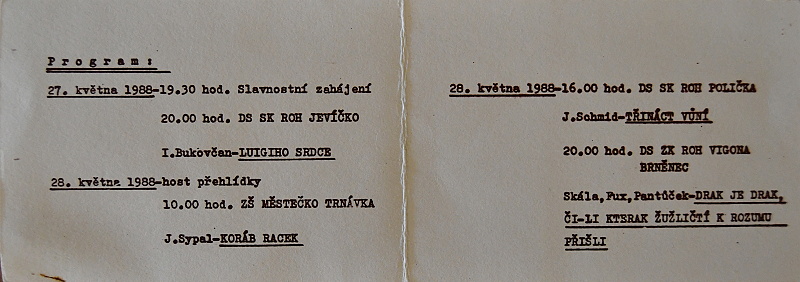 Program:
27. května 1988-19.30 hod. Slavnostní zahájení
20.00 hod. DS SK ROH JEVÍČKO
I.Bukovčan-LUIGIHO SRDCE
28. května 1988-host přehlídky
10.00 hod. ZŠ MĚSTEČKO TRNÁVKA
J.Sypal-KORÁB RACEK
28. května 1988-16.00 hod. DS SK ROH POLIČKA
J.Schmid-TŘINÁCT VŮNÍ
20.00 hod. DS ZK ROH VIGONA
BRNĚNEC
Skála,Fux,Pantůček-DRAK JE DRAK,
ČI-LI KTERAK ŽUŽLIČTÍ K ROZUMU
PŘIŠLI